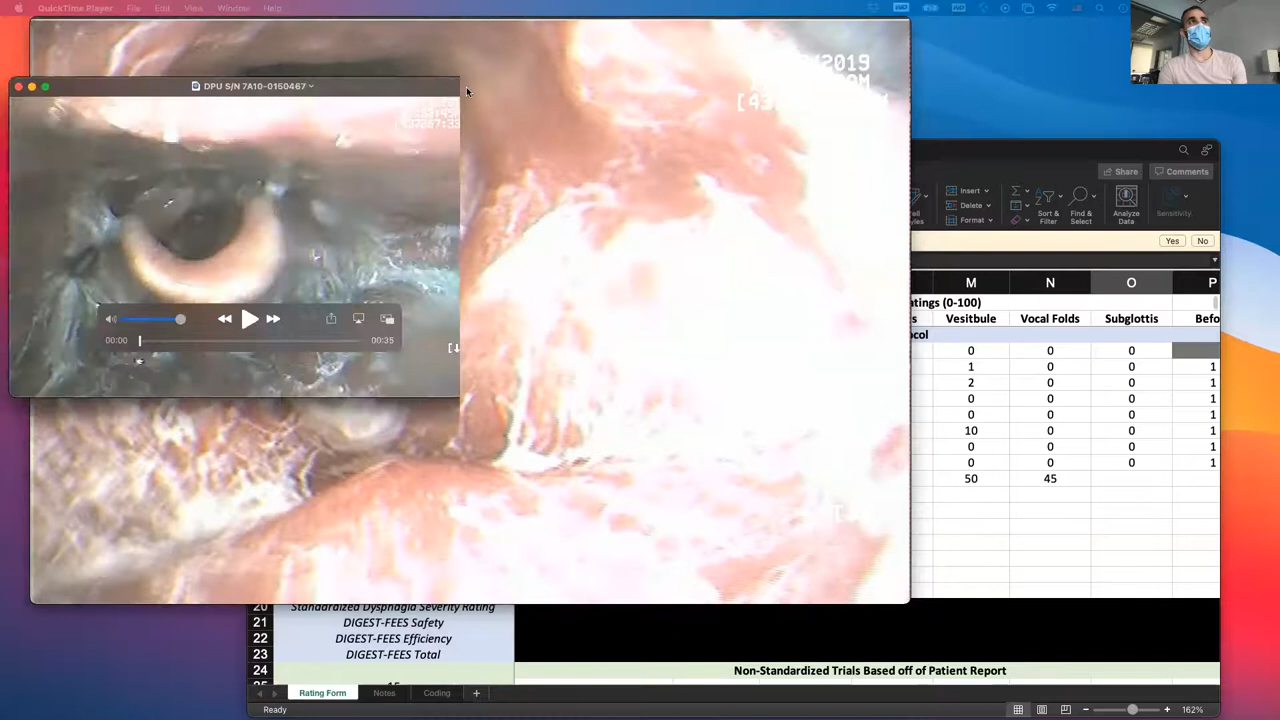 QuickTime Player File Edit View Window Help
DPU S/N 7A10-0150467
/2019
[43
00:00
00:35
Share
Comments
Insert
Delete
Format
Sort &
Filter
Find &
Select
Analyze
Data
Sensitivity
Yes No
M N O P
atings (0-100)
Vesitbule Vocal Folds Subglottis Befo
ocol
0 0 0
1 0 0 1
2 0 0 1
0 0 0 1
0 0 0 1
10 0 0 1
0 0 0 1
0 0 0 1
50 45
20 Standardized Dysphagia Severity Rating
21 DIGEST-FEES Safety
22 DIGEST-FEES Efficiency
23 DIGEST-FEES Total
24 Non-Standardized Trials Based off of Patient Report
Rating Form Notes Coding
Ready
162%